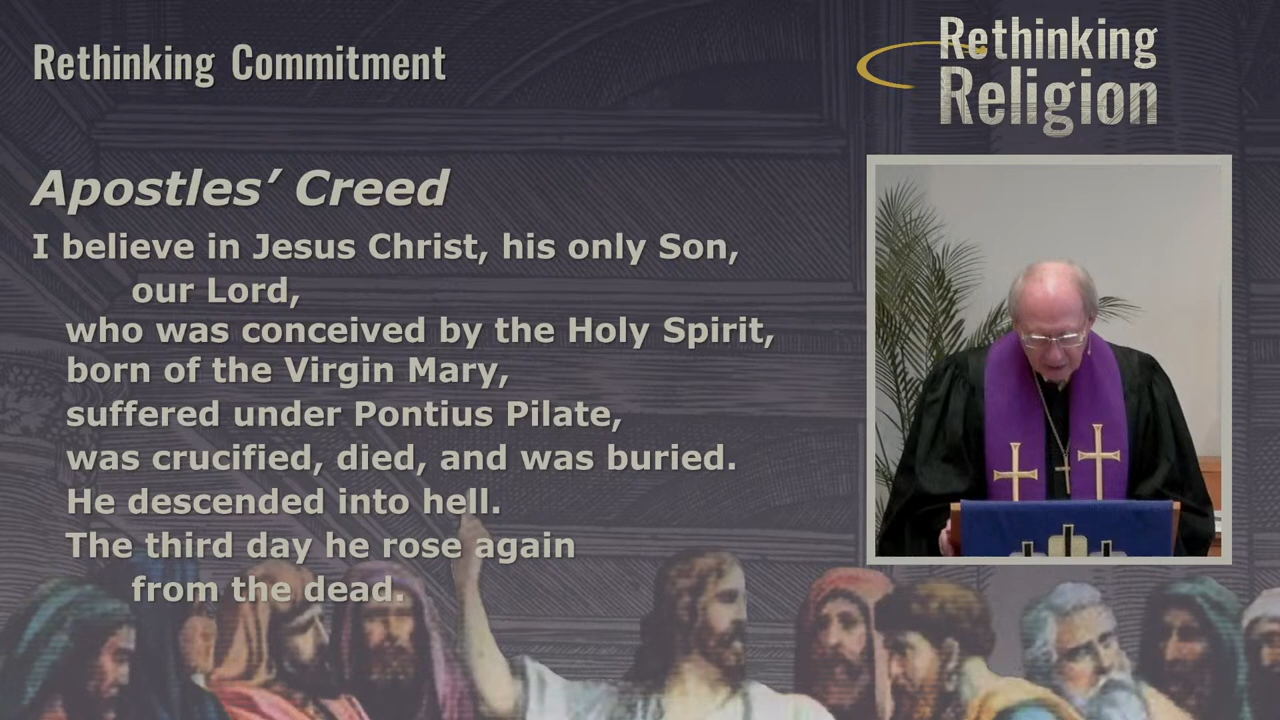 Rethinking Commitment
Rethinking
Religion
Apostles’ Creed
I believe in Jesus Christ, his only Son,
our Lord,
who was conceived by the Holy Spirit,
born of the Virgin Mary,
suffered under Pontius Pilate,
was crucified, died, and was buried.
He descended into hell.
The third day he rose again
from the dead.